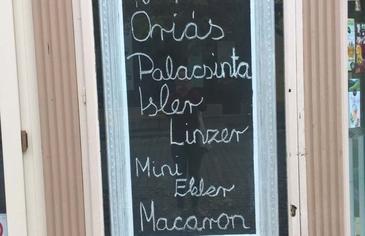 Óriás
Palacsinta
Isler
Linzer
Mini
Ekler
Macaron